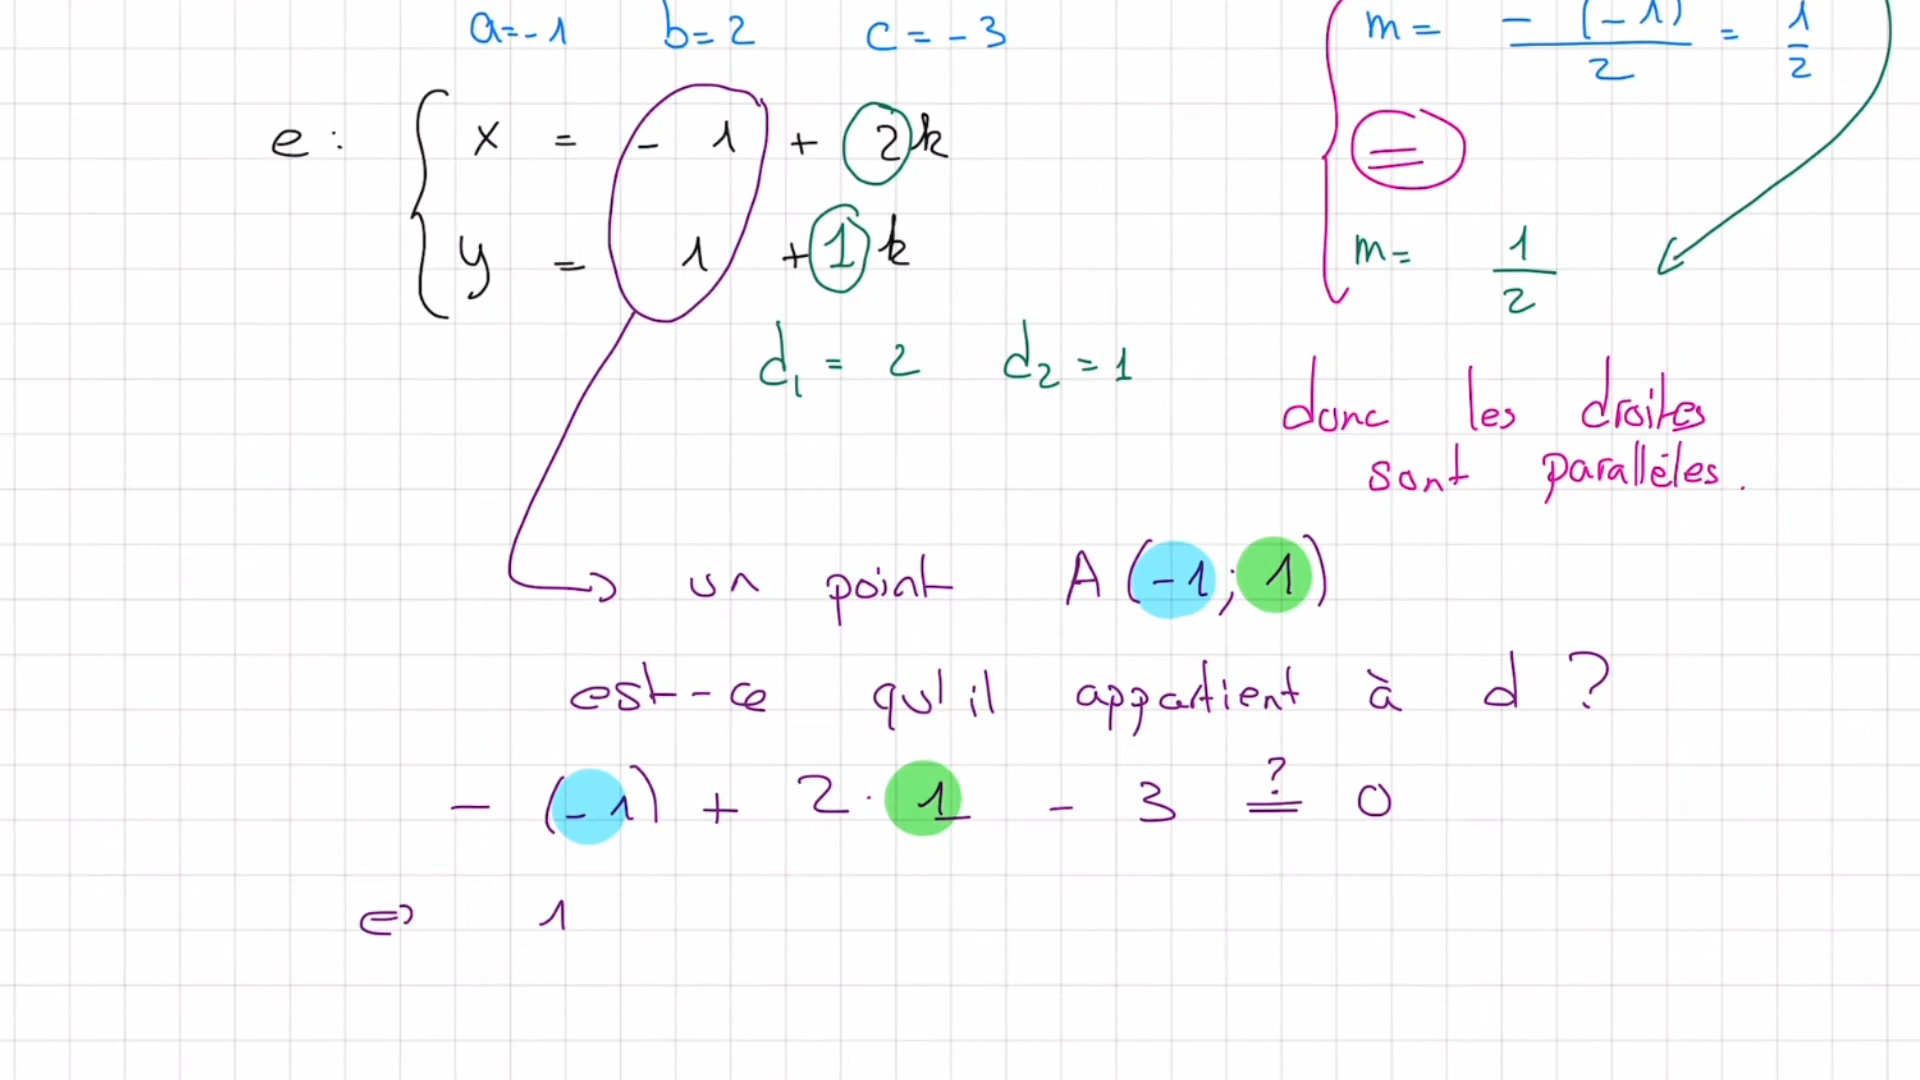 a=-1 b=2 c=-3
m= -(-1)/2 = 1/2
e: { x = -1 + 2k
=
y = 1 + 1k
m= 1/2
d₁ = 2 d₂ = 1
donc les droites
sont parallèles.
un point A(-1; 1)
est-ce qu'il appartient à d ?
-(-1) + 2·1 - 3 ≟ 0
⇔ 1